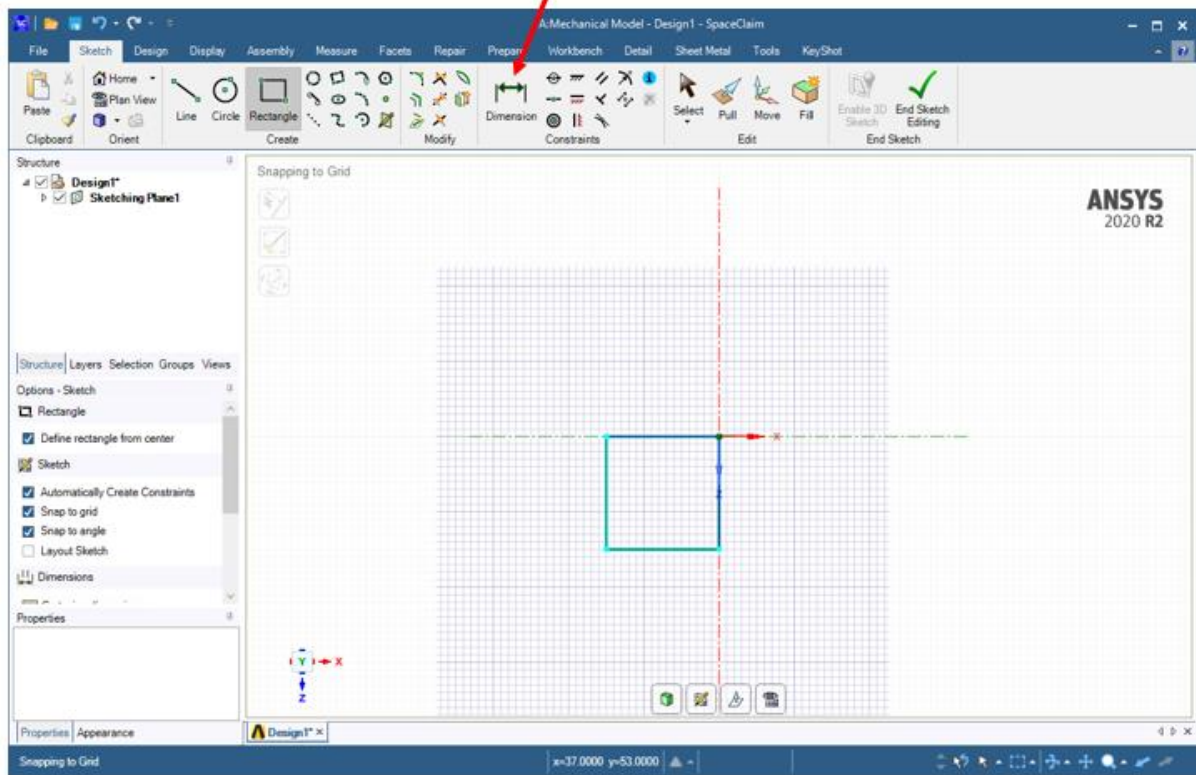 A:Mechanical Model - Design1 - SpaceClaim
File Sketch Design Display Assembly Measure Facets Repair Prepare Workbench Detail Sheet Metal Tools KeyShot
Paste
Home
Plan View
Line Circle Rectangle
Dimension
Select Pull Move Fill
Enable 3D Sketch
End Sketch Editing
Clipboard Orient Create Modify Constraints Edit End Sketch
Structure
Design1*
Sketching Plane1
Snapping to Grid
ANSYS
2020 R2
Structure Layers Selection Groups Views
Options - Sketch
Rectangle
Define rectangle from center
Sketch
Automatically Create Constraints
Snap to grid
Snap to angle
Layout Sketch
Dimensions
Properties
X
Z
Y X
Z
Properties Appearance
Design1*
Snapping to Grid
x=37.0000 y=53.0000